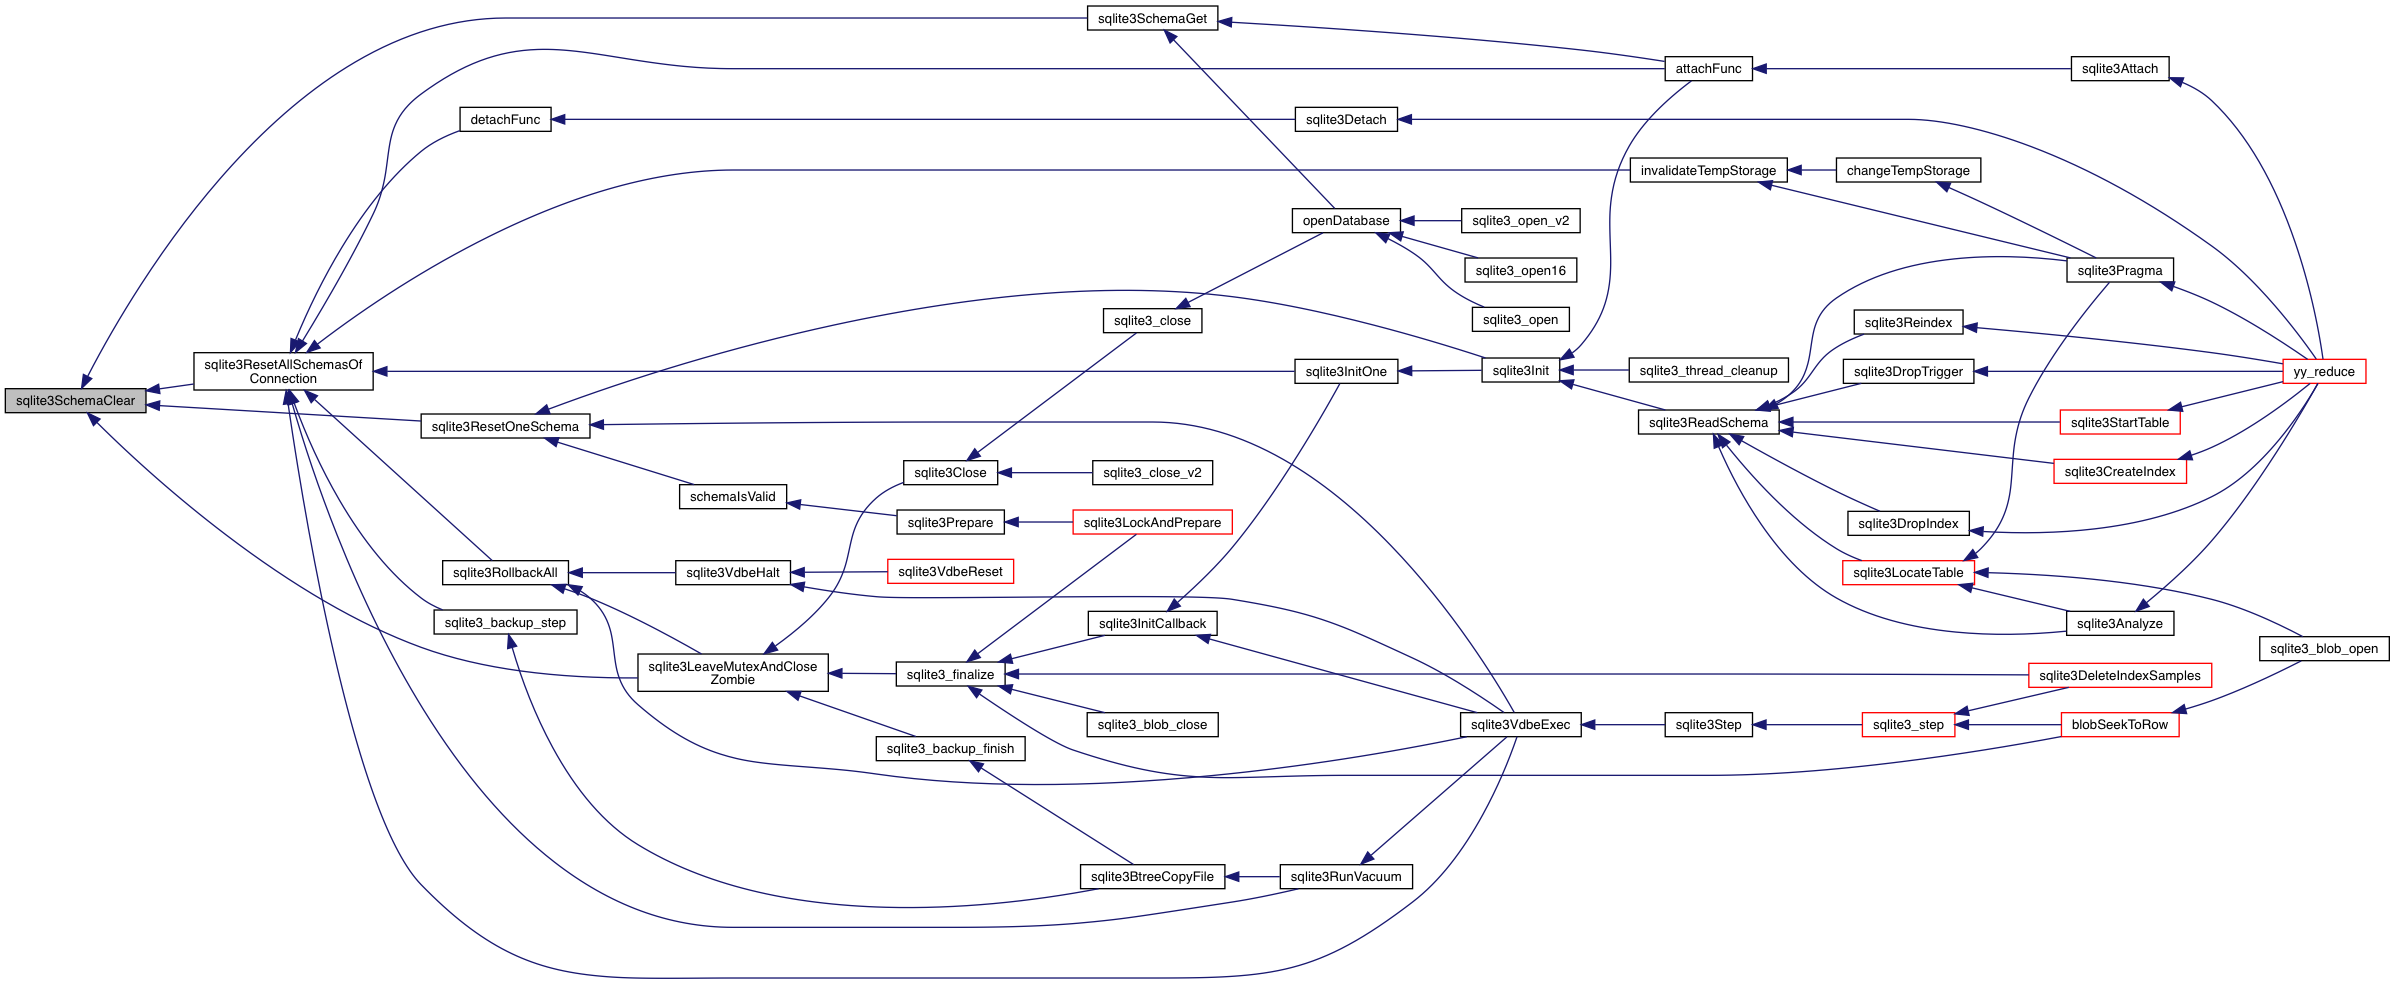 sqlite3SchemaClear
sqlite3ResetAllSchemasOf
Connection
sqlite3ResetOneSchema
detachFunc
sqlite3RollbackAll
sqlite3_backup_step
sqlite3LeaveMutexAndClose
Zombie
schemaIsValid
sqlite3VdbeHalt
sqlite3Close
sqlite3Prepare
sqlite3VdbeReset
sqlite3_finalize
sqlite3_backup_finish
sqlite3SchemaGet
sqlite3_close
sqlite3_close_v2
sqlite3LockAndPrepare
sqlite3InitCallback
sqlite3_blob_close
sqlite3BtreeCopyFile
sqlite3Detach
openDatabase
sqlite3InitOne
sqlite3RunVacuum
sqlite3_open_v2
sqlite3_open16
sqlite3_open
sqlite3Init
sqlite3VdbeExec
attachFunc
invalidateTempStorage
sqlite3_thread_cleanup
sqlite3ReadSchema
sqlite3Step
changeTempStorage
sqlite3Reindex
sqlite3DropTrigger
sqlite3DropIndex
sqlite3LocateTable
sqlite3_step
sqlite3Attach
sqlite3Pragma
sqlite3StartTable
sqlite3CreateIndex
sqlite3Analyze
sqlite3DeleteIndexSamples
blobSeekToRow
yy_reduce
sqlite3_blob_open